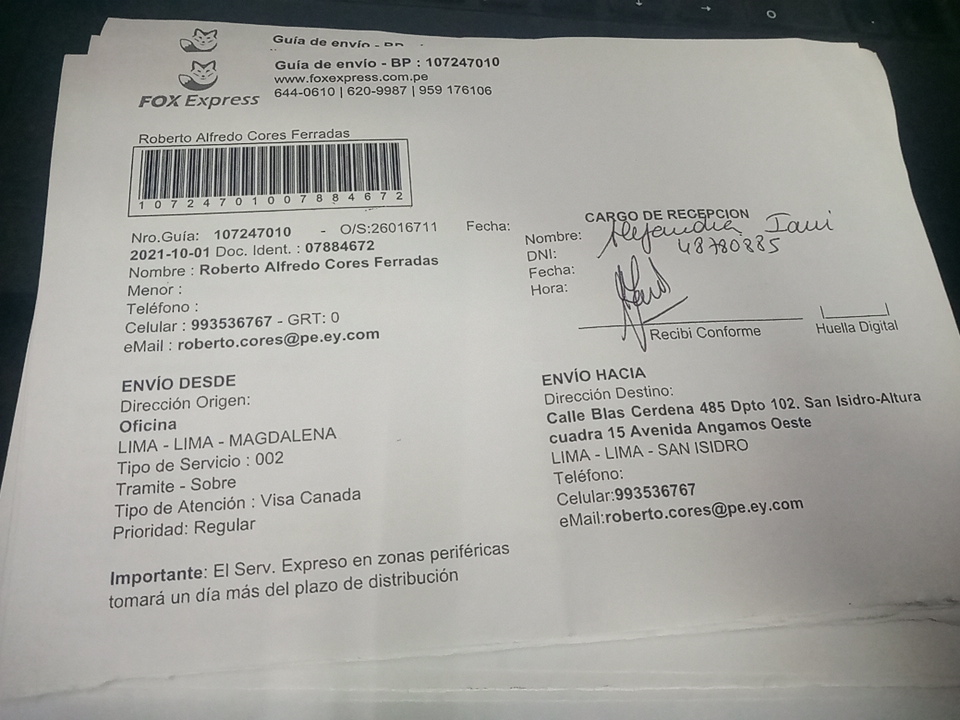 Guía de envío - BP
Guía de envío - BP : 107247010
www.foxexpress.com.pe
644-0610 | 620-9987 | 959 176106
FOX Express
Roberto Alfredo Cores Ferradas
10724701007884672
Nro.Guía: 107247010 - O/S:26016711 Fecha:
2021-10-01 Doc. Ident. : 07884672
Nombre : Roberto Alfredo Cores Ferradas
Menor :
Teléfono :
Celular : 993536767 - GRT: 0
eMail : roberto.cores@pe.ey.com
CARGO DE RECEPCION
Nombre: Alejandra
DNI: 48780885
Fecha:
Hora:
Recibi Conforme
Huella Digital
ENVÍO DESDE
Dirección Origen:
Oficina
LIMA - LIMA - MAGDALENA
Tipo de Servicio : 002
Tramite - Sobre
Tipo de Atención : Visa Canada
Prioridad: Regular
ENVÍO HACIA
Dirección Destino:
Calle Blas Cerdena 485 Dpto 102. San Isidro-Altura
cuadra 15 Avenida Angamos Oeste
LIMA - LIMA - SAN ISIDRO
Teléfono:
Celular:993536767
eMail:roberto.cores@pe.ey.com
Importante: El Serv. Expreso en zonas periféricas
tomará un día más del plazo de distribución